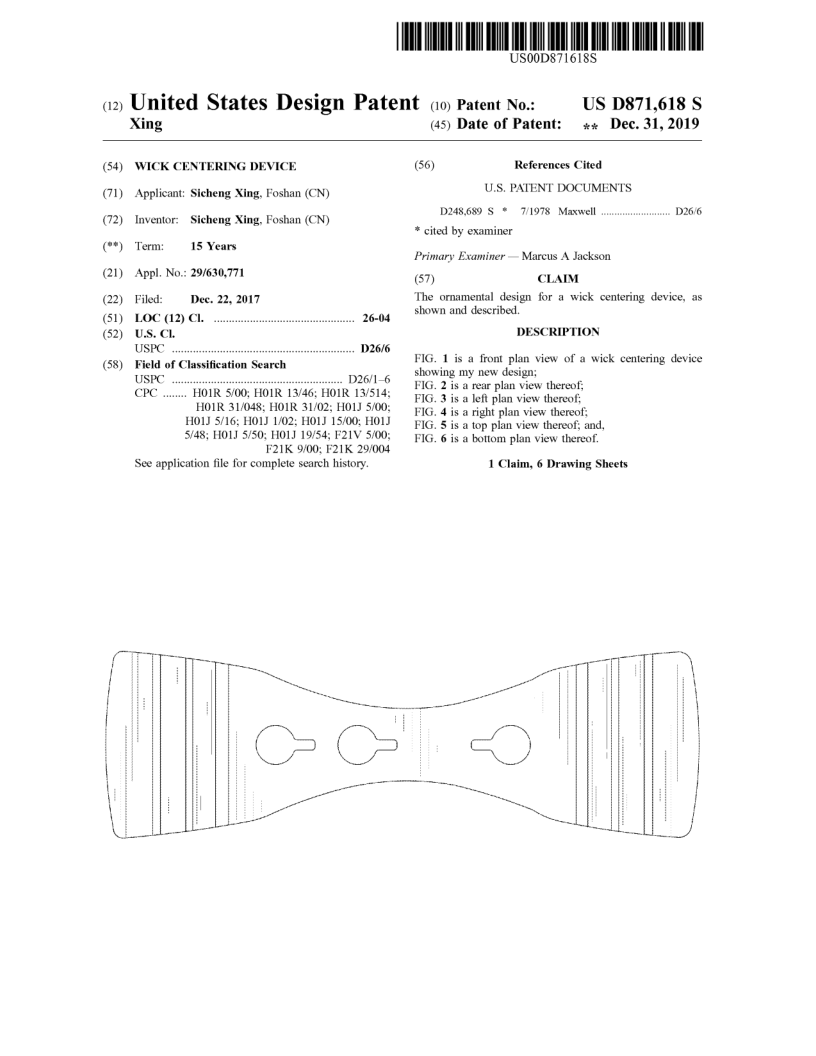 US00D871618S
(12) United States Design Patent
Xing
(10) Patent No.: US D871,618 S
(45) Date of Patent: ** Dec. 31, 2019
(54) WICK CENTERING DEVICE
(71) Applicant: Sicheng Xing, Foshan (CN)
(72) Inventor: Sicheng Xing, Foshan (CN)
(**) Term: 15 Years
(21) Appl. No.: 29/630,771
(22) Filed: Dec. 22, 2017
(51) LOC (12) Cl. ............................................... 26-04
(52) U.S. Cl.
USPC ............................................................. D26/6
(58) Field of Classification Search
USPC ......................................................... D26/1–6
CPC ........ H01R 5/00; H01R 13/46; H01R 13/514;
H01R 31/048; H01R 31/02; H01J 5/00;
H01J 5/16; H01J 1/02; H01J 15/00; H01J
5/48; H01J 5/50; H01J 19/54; F21V 5/00;
F21K 9/00; F21K 29/004
See application file for complete search history.
(56) References Cited
U.S. PATENT DOCUMENTS
D248,689 S * 7/1978 Maxwell .......................... D26/6
* cited by examiner
Primary Examiner — Marcus A Jackson
(57) CLAIM
The ornamental design for a wick centering device, as
shown and described.
DESCRIPTION
FIG. 1 is a front plan view of a wick centering device
showing my new design;
FIG. 2 is a rear plan view thereof;
FIG. 3 is a left plan view thereof;
FIG. 4 is a right plan view thereof;
FIG. 5 is a top plan view thereof; and,
FIG. 6 is a bottom plan view thereof.
1 Claim, 6 Drawing Sheets